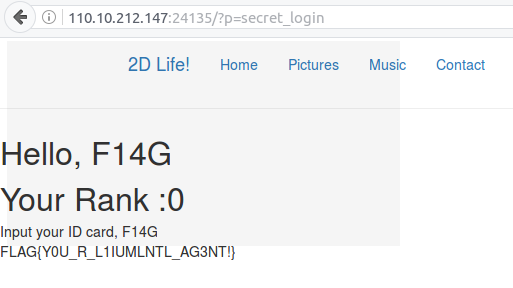 110.10.212.147:24135/?p=secret_login
2D Life! Home Pictures Music Contact
Hello, F14G
Your Rank :0
Input your ID card, F14G
FLAG{Y0U_R_L1IUMLNTL_AG3NT!}